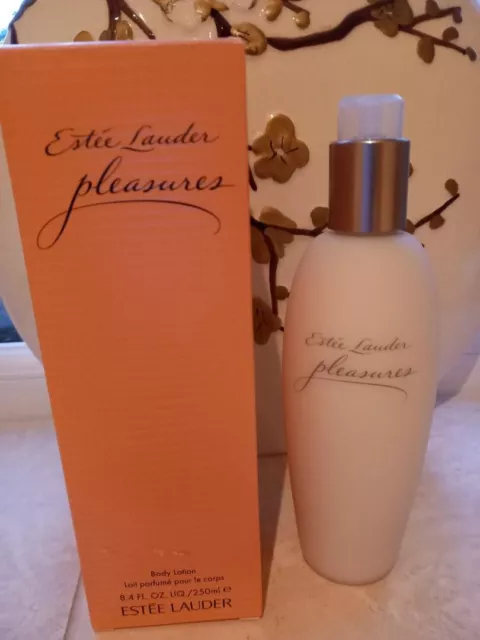 Estée Lauder
pleasures
Body Lotion
Lait parfumé pour le corps
8.4 FL. OZ. LIQ./250ml ℮
ESTĒE LAUDER
Estée Lauder
pleasures